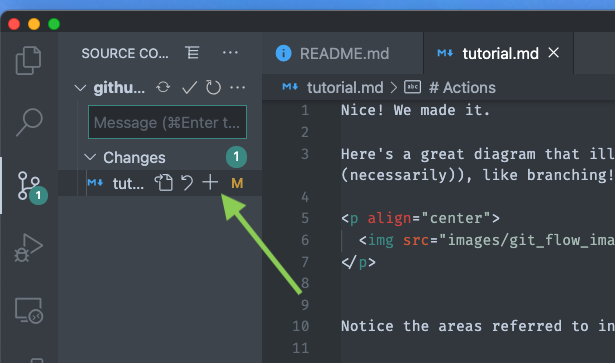 SOURCE CO...
README.md
tutorial.md
githu...
tutorial.md > # Actions
Message (⌘Enter t...
Changes
1
tut...
M
1
1 Nice! We made it.
2
3 Here's a great diagram that ill
(necessarily)), like branching!
4
5 <p align="center">
6 <img src="images/git_flow_ima
7 </p>
8
9
10 Notice the areas referred to in
11